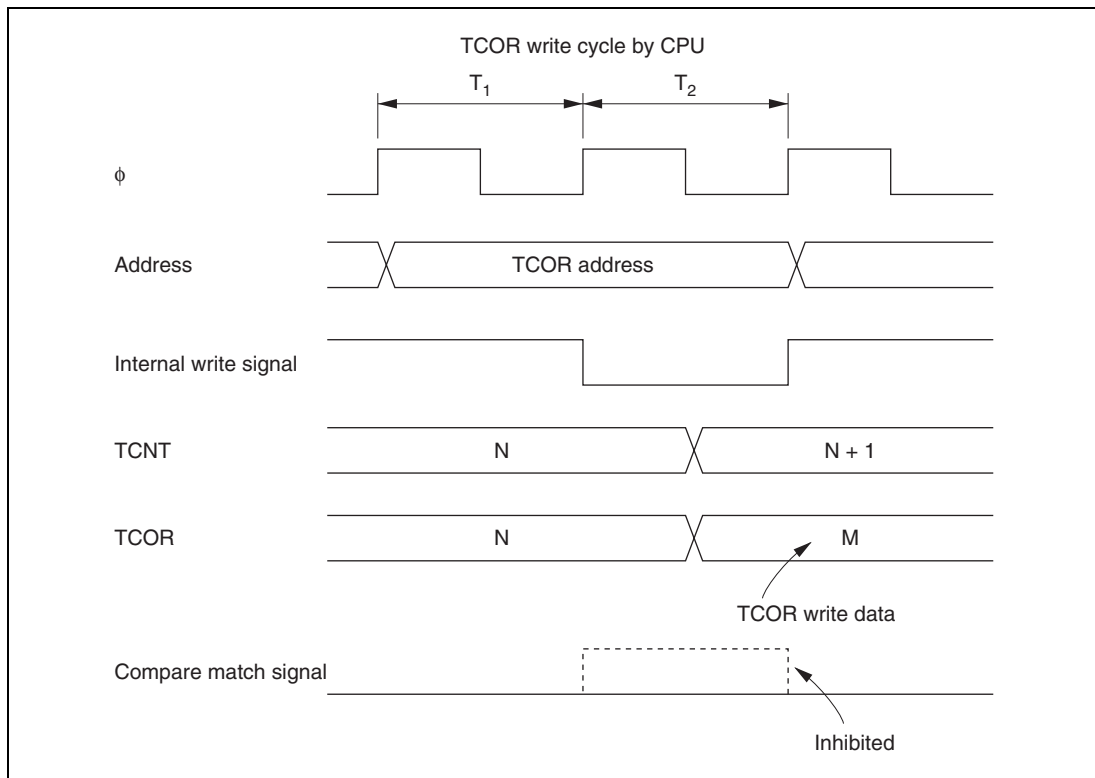 TCOR write cycle by CPU
T1 T2
φ
Address TCOR address
Internal write signal
TCNT N N + 1
TCOR N M
TCOR write data
Compare match signal
Inhibited